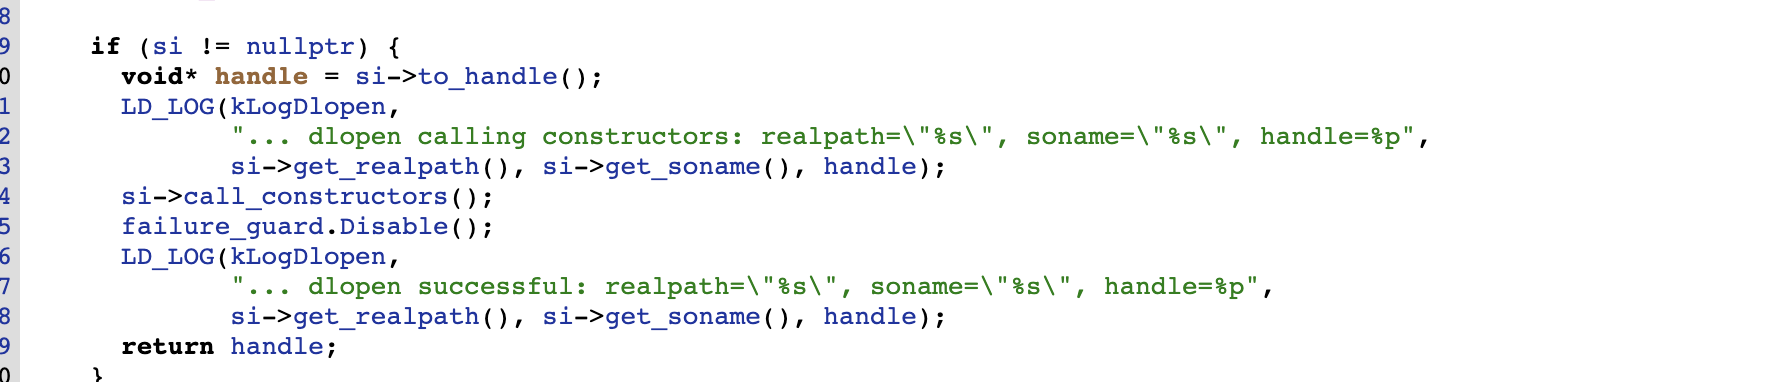 8
9     if (si != nullptr) {
0       void* handle = si->to_handle();
1       LD_LOG(kLogDlopen,
2              "... dlopen calling constructors: realpath=\"%s\", soname=\"%s\", handle=%p",
3              si->get_realpath(), si->get_soname(), handle);
4       si->call_constructors();
5       failure_guard.Disable();
6       LD_LOG(kLogDlopen,
7              "... dlopen successful: realpath=\"%s\", soname=\"%s\", handle=%p",
8              si->get_realpath(), si->get_soname(), handle);
9       return handle;
0     }